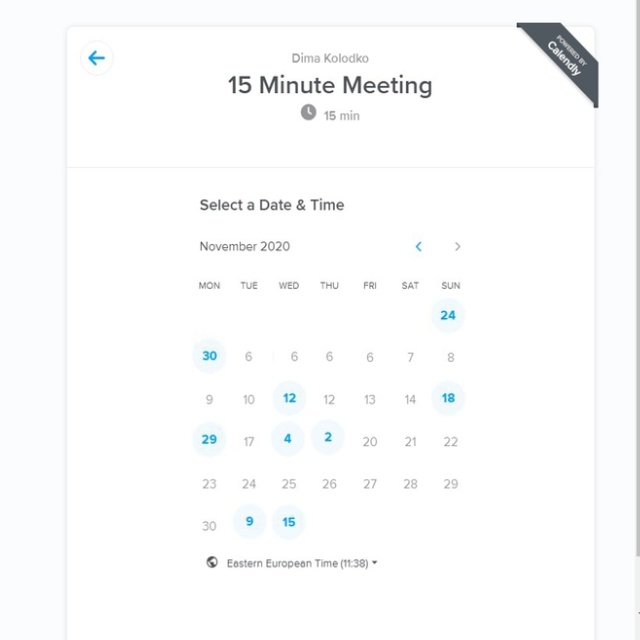 Dima Kolodko
POWERED BY
Calendly
15 Minute Meeting
15 min
Select a Date & Time
November 2020
MON TUE WED THU FRI SAT SUN
24
30 6 6 6 6 7 8
9 10 12 12 13 14 18
29 17 4 2 20 21 22
23 24 25 26 27 28 29
30 9 15
Eastern European Time (11:38)